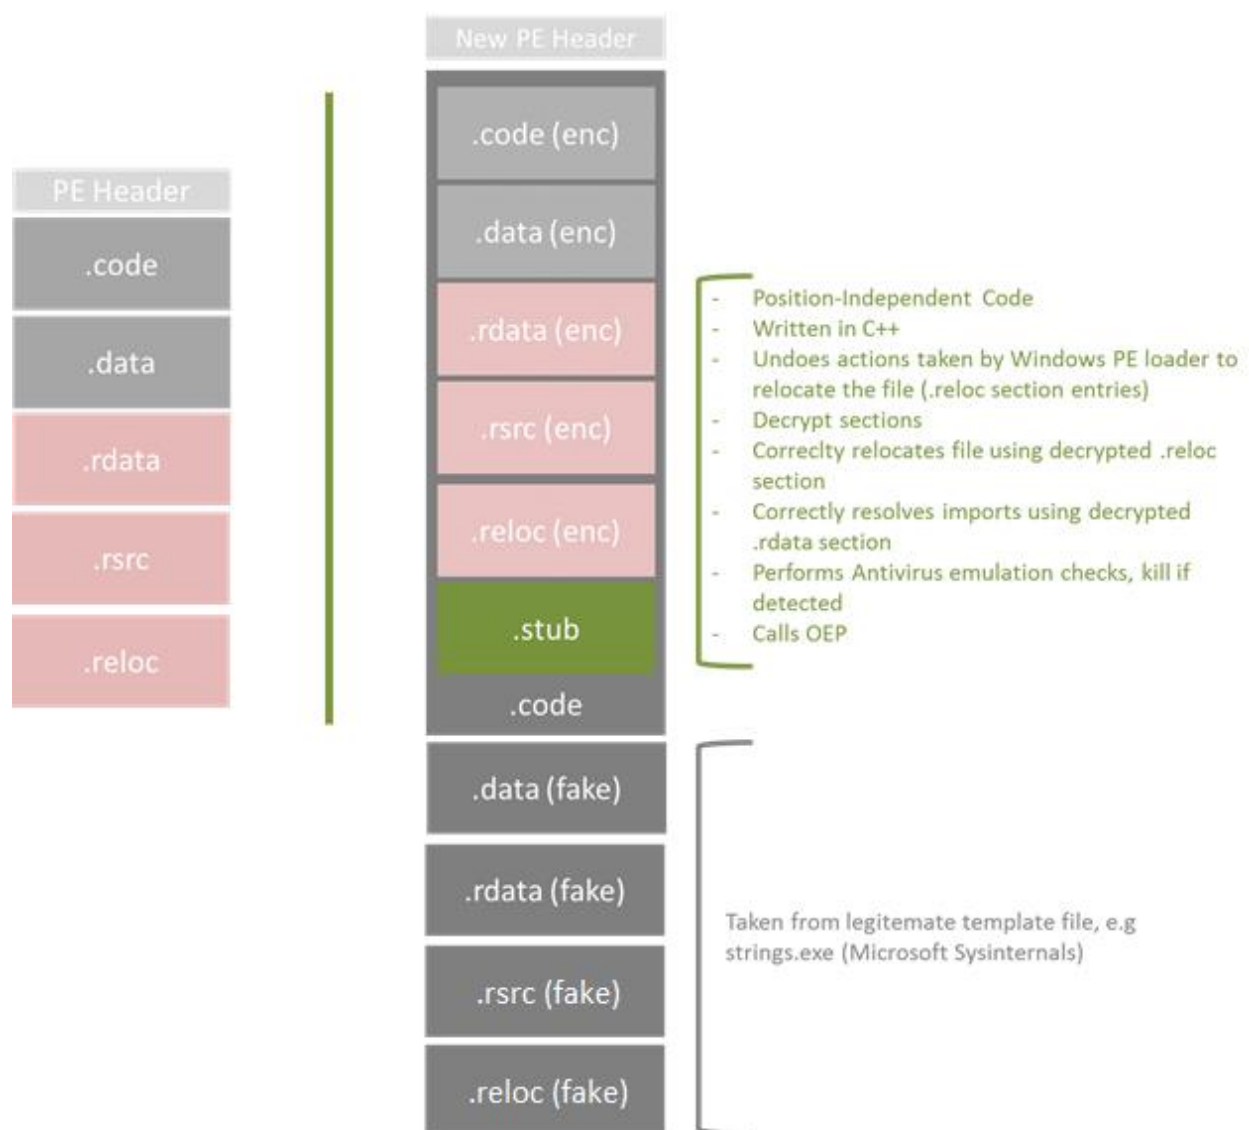 PE Header
.code
.data
.rdata
.rsrc
.reloc
New PE Header
.code (enc)
.data (enc)
.rdata (enc)
.rsrc (enc)
.reloc (enc)
.stub
.code
.data (fake)
.rdata (fake)
.rsrc (fake)
.reloc (fake)
- Position-Independent Code
- Written in C++
- Undoes actions taken by Windows PE loader to
relocate the file (.reloc section entries)
- Decrypt sections
- Correclty relocates file using decrypted .reloc
section
- Correctly resolves imports using decrypted
.rdata section
- Performs Antivirus emulation checks, kill if
detected
- Calls OEP
Taken from legitemate template file, e.g
strings.exe (Microsoft Sysinternals)